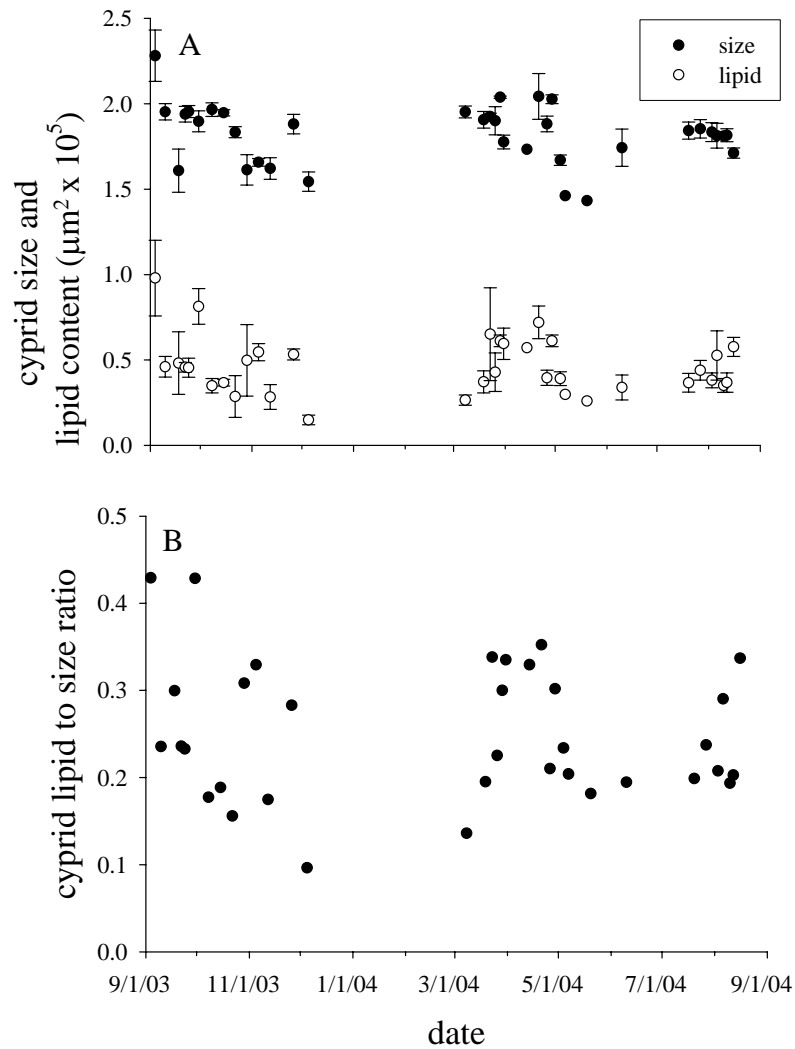 A
size
lipid
2.5
2.0
1.5
1.0
0.5
0.0
cyprid size and
lipid content (μm² x 10⁵)
B
0.5
0.4
0.3
0.2
0.1
0.0
cyprid lipid to size ratio
9/1/03 11/1/03 1/1/04 3/1/04 5/1/04 7/1/04 9/1/04
date